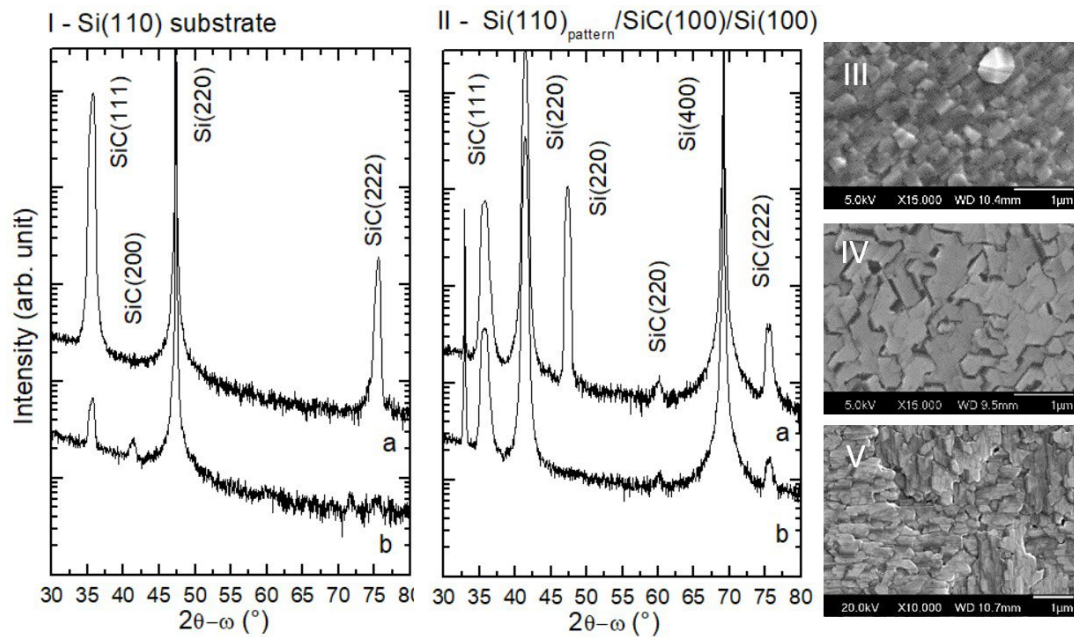 I - Si(110) substrate
Intensity (arb. unit)
SiC(111)
SiC(200)
Si(220)
SiC(222)
a
b
30 35 40 45 50 55 60 65 70 75 80
2θ–ω (°)
II - Si(110)pattern/SiC(100)/Si(100)
SiC(111)
Si(220)
Si(220)
SiC(220)
Si(400)
SiC(222)
a
b
30 35 40 45 50 55 60 65 70 75 80
2θ–ω (°)
III
5.0kV X15.000 WD 10.4mm 1µm
IV
5.0kV X15.000 WD 9.5mm 1µm
V
20.0kV X10.000 WD 10.7mm 1µm